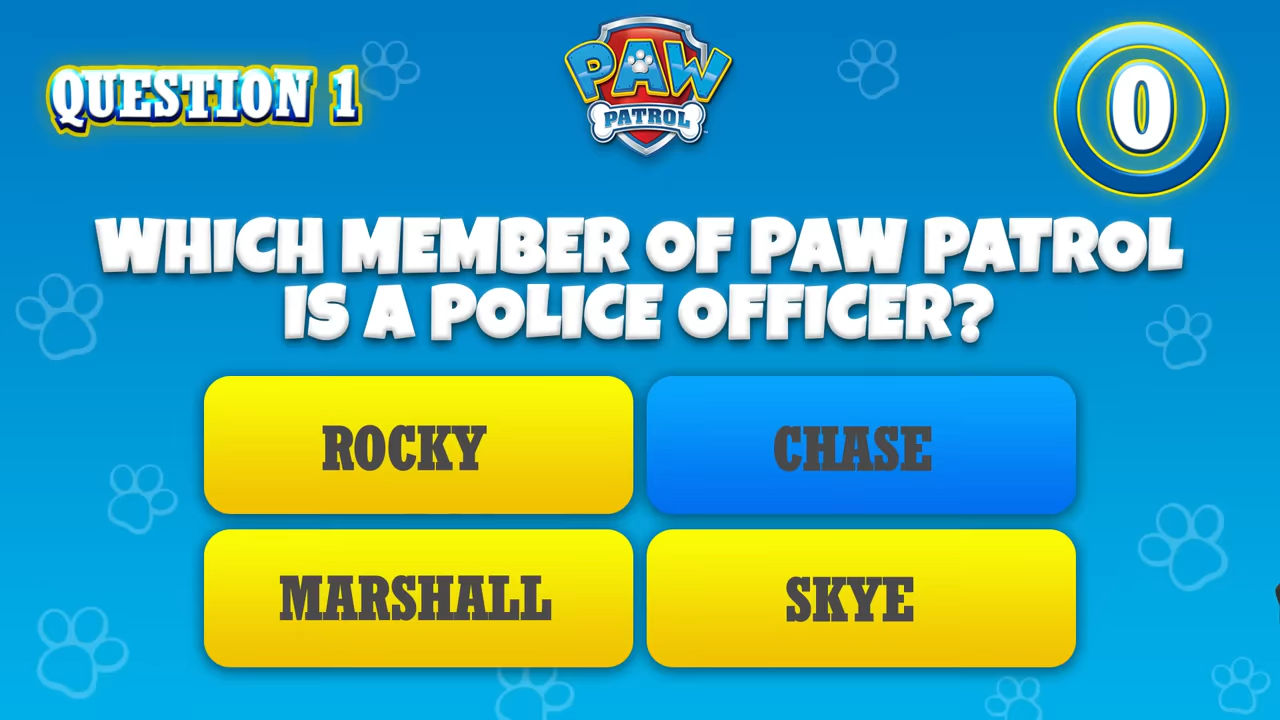 QUESTION 1
PAW
PATROL
0
WHICH MEMBER OF PAW PATROL
IS A POLICE OFFICER?
ROCKY
CHASE
MARSHALL
SKYE